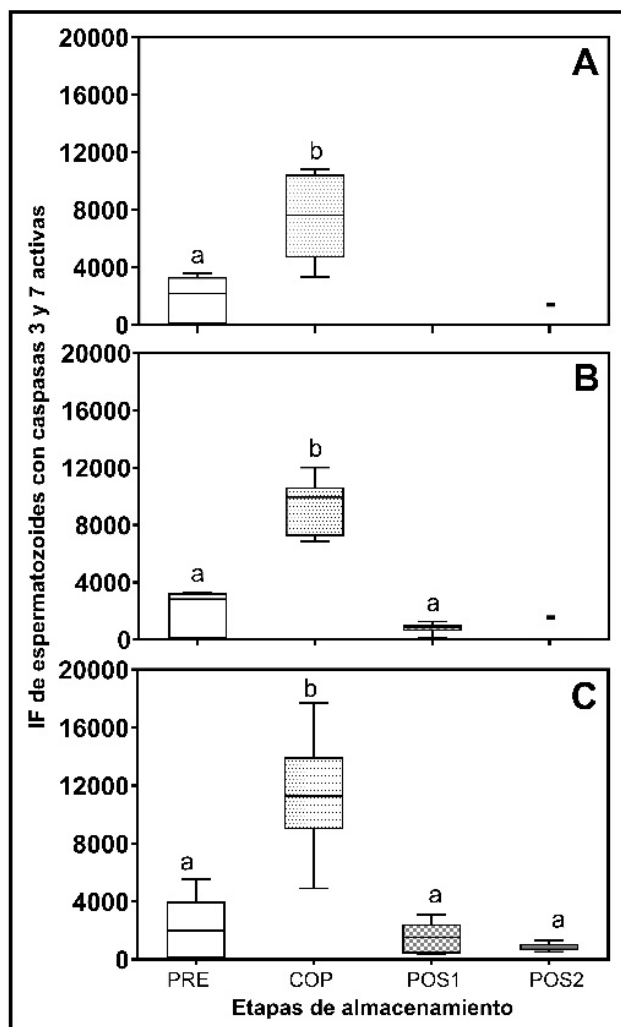 IF de espermatozoides con caspasas 3 y 7 activas
20000
A
16000
b
12000
8000
a
4000
0
20000
B
16000
b
12000
8000
a
4000
a
0
20000
C
b
16000
12000
8000
a
a
a
4000
0
PRE COP POS1 POS2
Etapas de almacenamiento